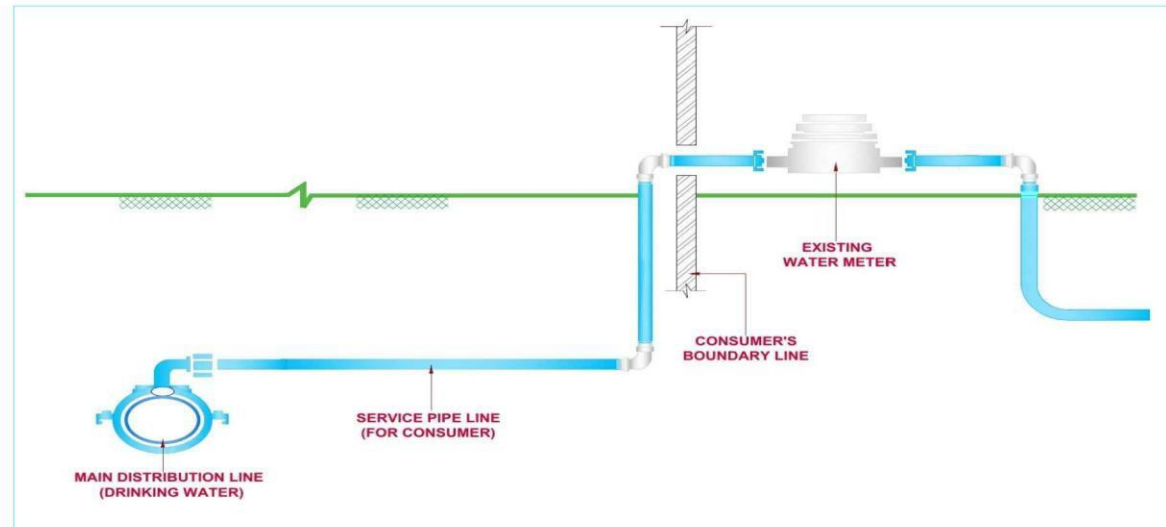 EXISTING
WATER METER
CONSUMER'S
BOUNDARY LINE
SERVICE PIPE LINE
(FOR CONSUMER)
MAIN DISTRIBUTION LINE
(DRINKING WATER)